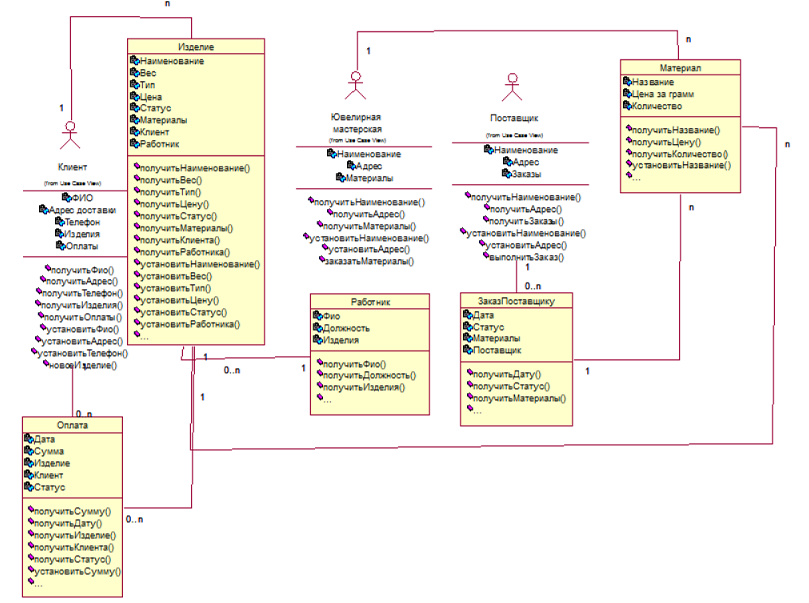 n
Изделие
Наименование
Вес
Тип
Цена
Статус
Материалы
Клиент
Работник
получитьНаименование()
получитьВес()
получитьТип()
получитьЦену()
получитьСтатус()
получитьМатериалы()
получитьКлиента()
получитьРаботника()
установитьНаименование()
установитьВес()
установитьТип()
установитьЦену()
установитьСтатус()
установитьРаботника()
...
1
Клиент
(from Use Case View)
ФИО
Адрес доставки
Телефон
Изделия
Оплаты
получитьФио()
получитьАдрес()
получитьТелефон()
получитьИзделия()
получитьОплаты()
установитьФио()
установитьАдрес()
установитьТелефон()
новоеИзделие()
1
0..n
Оплата
Дата
Сумма
Изделие
Клиент
Статус
получитьСумму()
получитьДату()
получитьИзделие()
получитьКлиента()
получитьСтатус()
установитьСумму()
...
0..n
1
1
0..n
1
Работник
Фио
Должность
Изделия
получитьФио()
получитьДолжность()
получитьИзделия()
...
1
Ювелирная
мастерская
(from Use Case View)
Наименование
Адрес
Материалы
получитьНаименование()
получитьАдрес()
получитьМатериалы()
установитьНаименование()
установитьАдрес()
заказатьМатериалы()
Поставщик
(from Use Case View)
Наименование
Адрес
Заказы
получитьНаименование()
получитьАдрес()
получитьЗаказы()
установитьНаименование()
установитьАдрес()
выполнитьЗаказ()
1
0..n
ЗаказПоставщику
Дата
Статус
Материалы
Поставщик
получитьДату()
получитьСтатус()
получитьМатериалы()
...
1
n
Материал
Название
Цена за грамм
Количество
получитьНазвание()
получитьЦену()
получитьКоличество()
установитьНазвание()
...
n
n